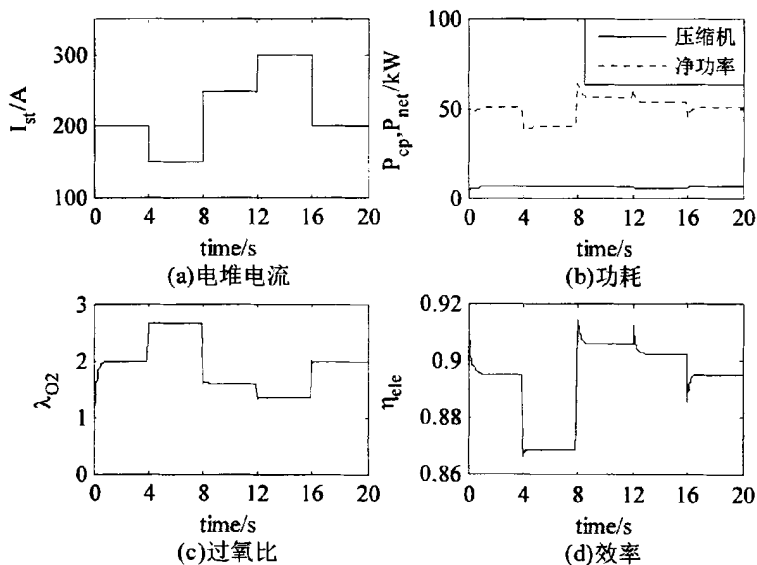 I_st/A
300
200
100
0 4 8 12 16 20
time/s
(a)电堆电流
P_cp,P_net/kW
100
50
0
压缩机
净功率
0 4 8 12 16 20
time/s
(b)功耗
λ_O2
3
2
1
0
0 4 8 12 16 20
time/s
(c)过氧比
η_ele
0.92
0.9
0.88
0.86
0 4 8 12 16 20
time/s
(d)效率